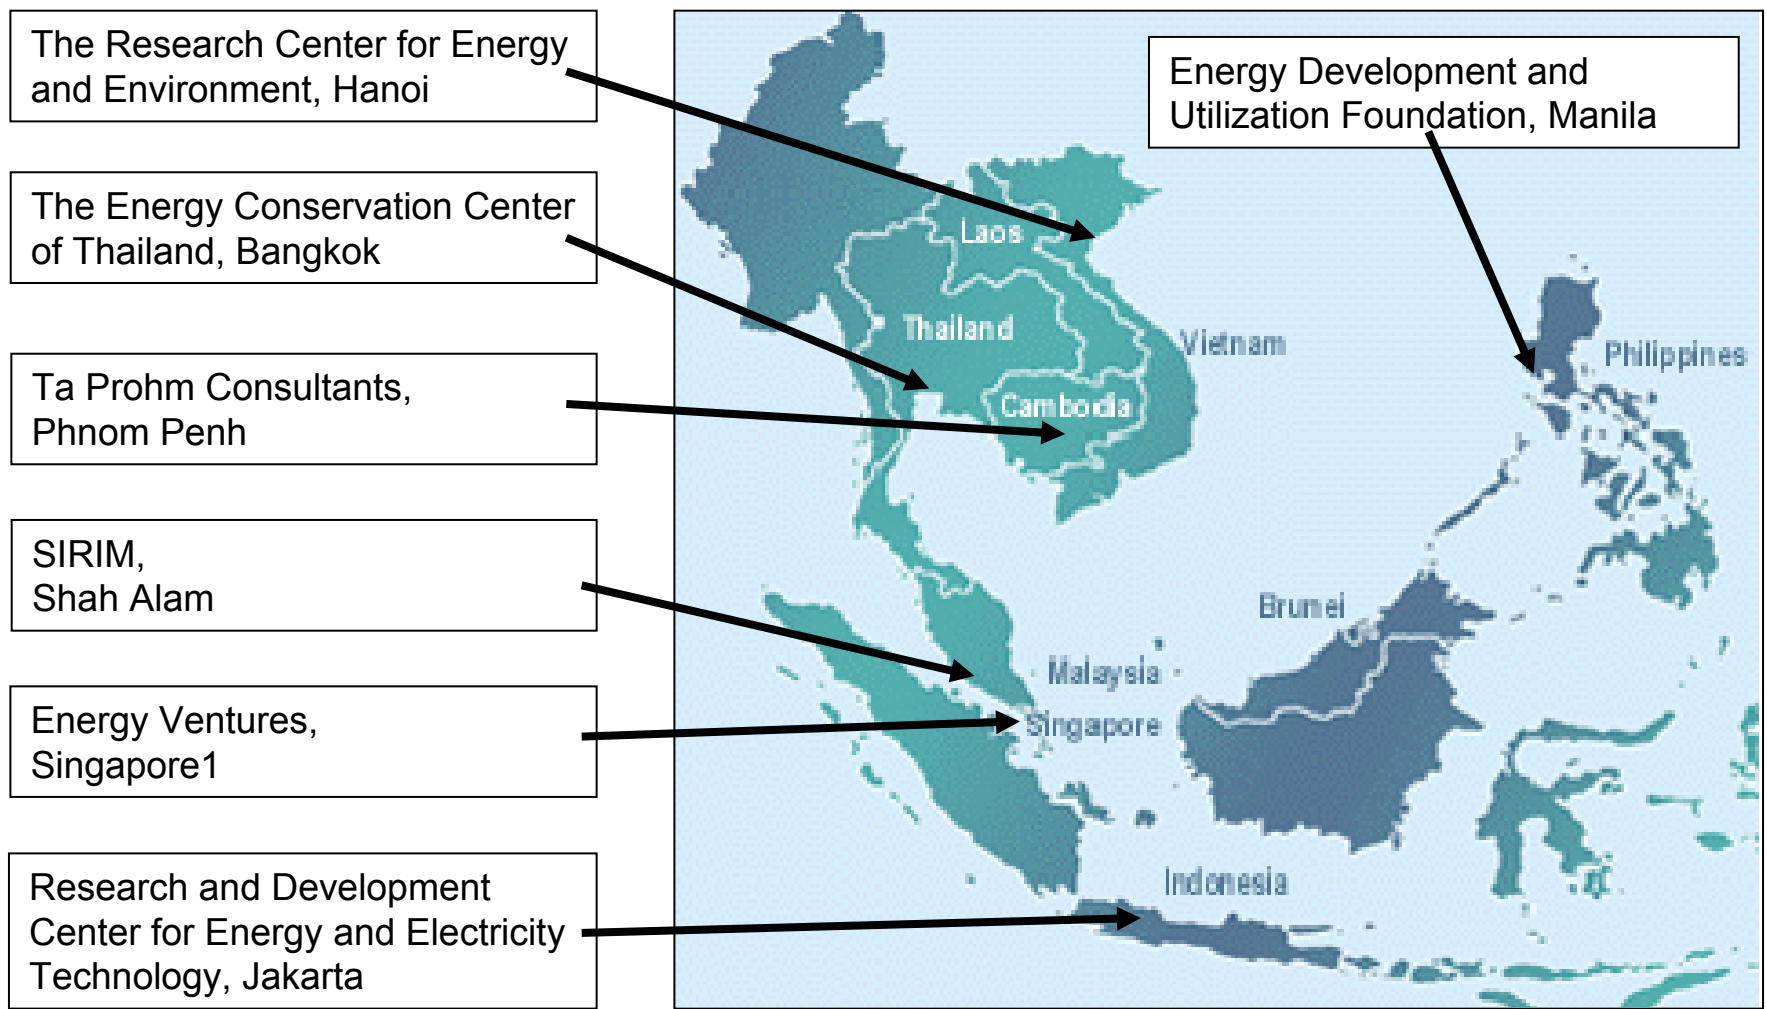 The Research Center for Energy
and Environment, Hanoi
The Energy Conservation Center
of Thailand, Bangkok
Ta Prohm Consultants,
Phnom Penh
SIRIM,
Shah Alam
Energy Ventures,
Singapore1
Research and Development
Center for Energy and Electricity
Technology, Jakarta
Energy Development and
Utilization Foundation, Manila
Laos
Thailand
Vietnam
Cambodia
Philippines
Brunei
Malaysia
Singapore
Indonesia